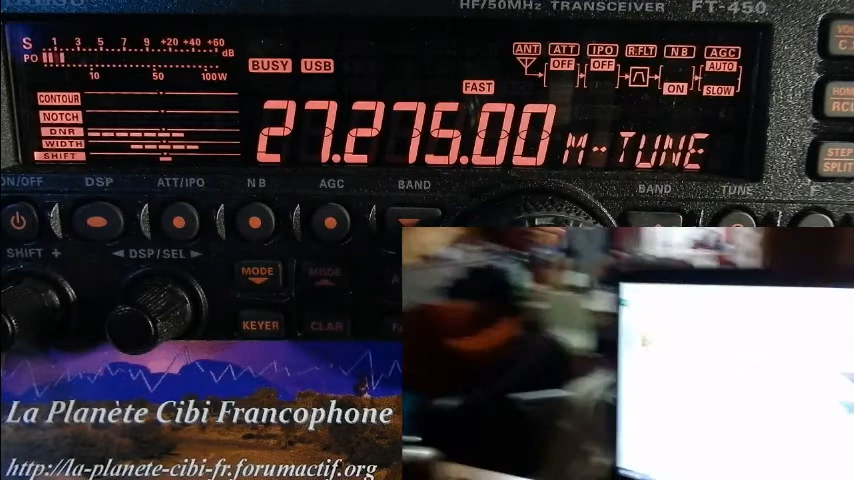 HF/50MHz TRANSCEIVER FT-450
S 1 3 5 7 9 +20 +40 +60 dB
PO 10 50 100W
BUSY USB
ANT ATT IPO R.FLT NB AGC
OFF OFF AUTO
FAST ON SLOW
CONTOUR
NOTCH
DNR
WIDTH
SHIFT
27.275.00 M-TUNE
HOME
RCL
STEP
SPLIT
ON/OFF DSP ATT/IPO NB AGC BAND BAND TUNE F
SHIFT + DSP/SEL
MODE MODE
KEYER CLAR
La Planète Cibi Francophone
http://la-planete-cibi-fr.forumactif.org